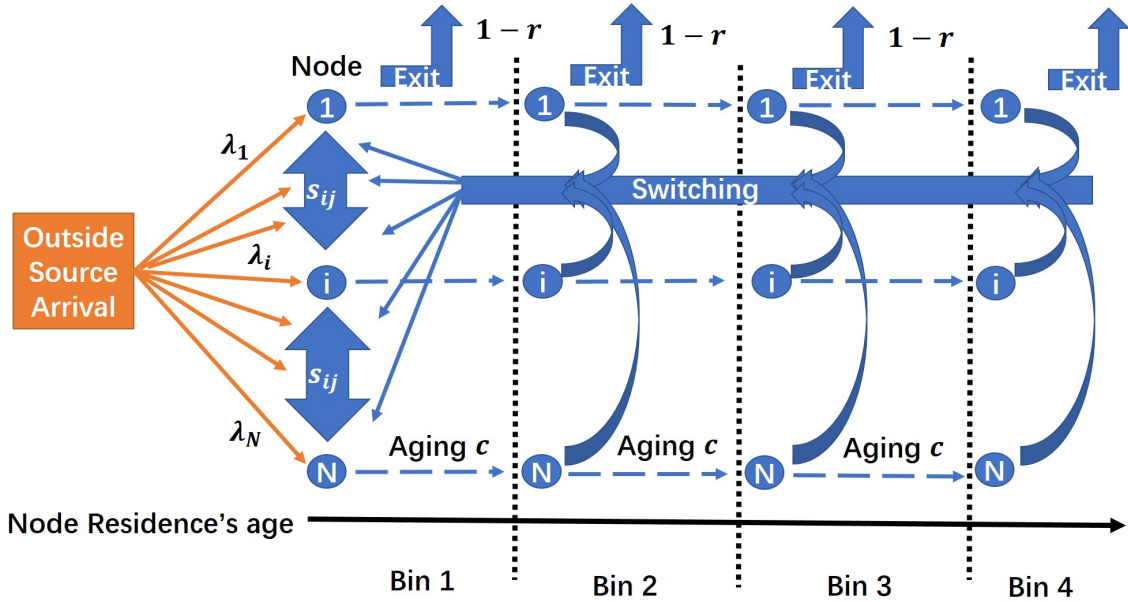 1 − r
1 − r
1 − r
Exit
Exit
Exit
Exit
Node
1
1
1
1
λ₁
sᵢⱼ
Switching
Outside
Source
Arrival
λᵢ
i
i
i
i
sᵢⱼ
λ_N
Aging c
Aging c
Aging c
N
N
N
N
Node Residence's age
Bin 1
Bin 2
Bin 3
Bin 4